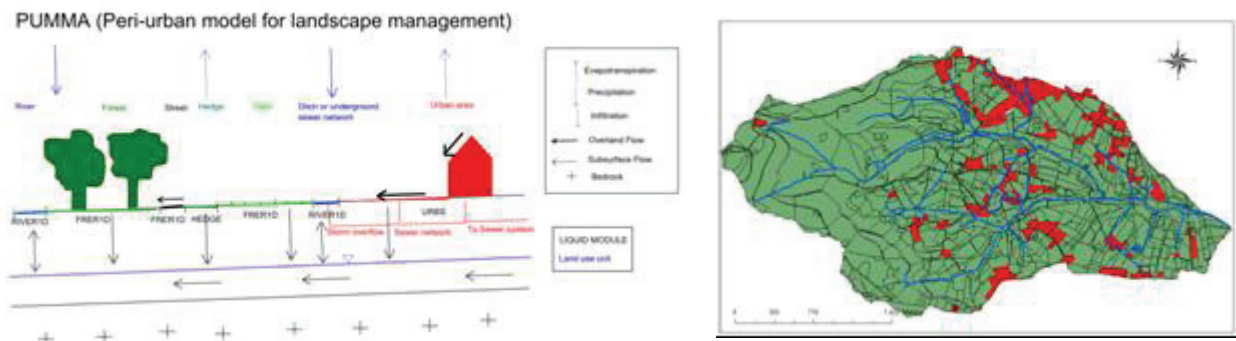 PUMMA (Peri-urban model for landscape management)
River
Forest
Street
Hedge
Ditch or underground
sewer network
Urban area
Evapotranspiration
Precipitation
Infiltration
Overland Flow
Subsurface Flow
Bedrock
RIVER1D
FRER1D
FRER1D
HEDGE
FRER1D
RIVER1D
UREG
Storm overflow
Sewer network
To Sewer system
LIQUID MODULE
Land use unit